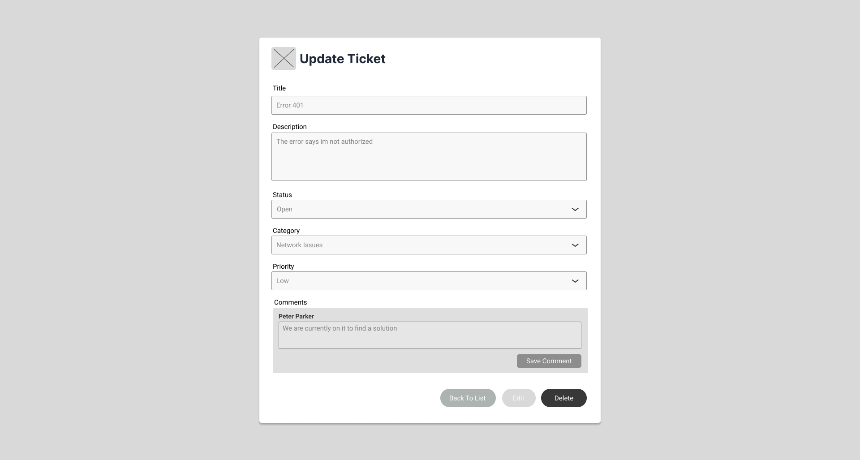 Update Ticket
Title
Error 401
Description
The error says im not authorized
Status
Open
Category
Network Issues
Priority
Low
Comments
Peter Parker
We are currently on it to find a solution
Save Comment
Back To List
Edit
Delete